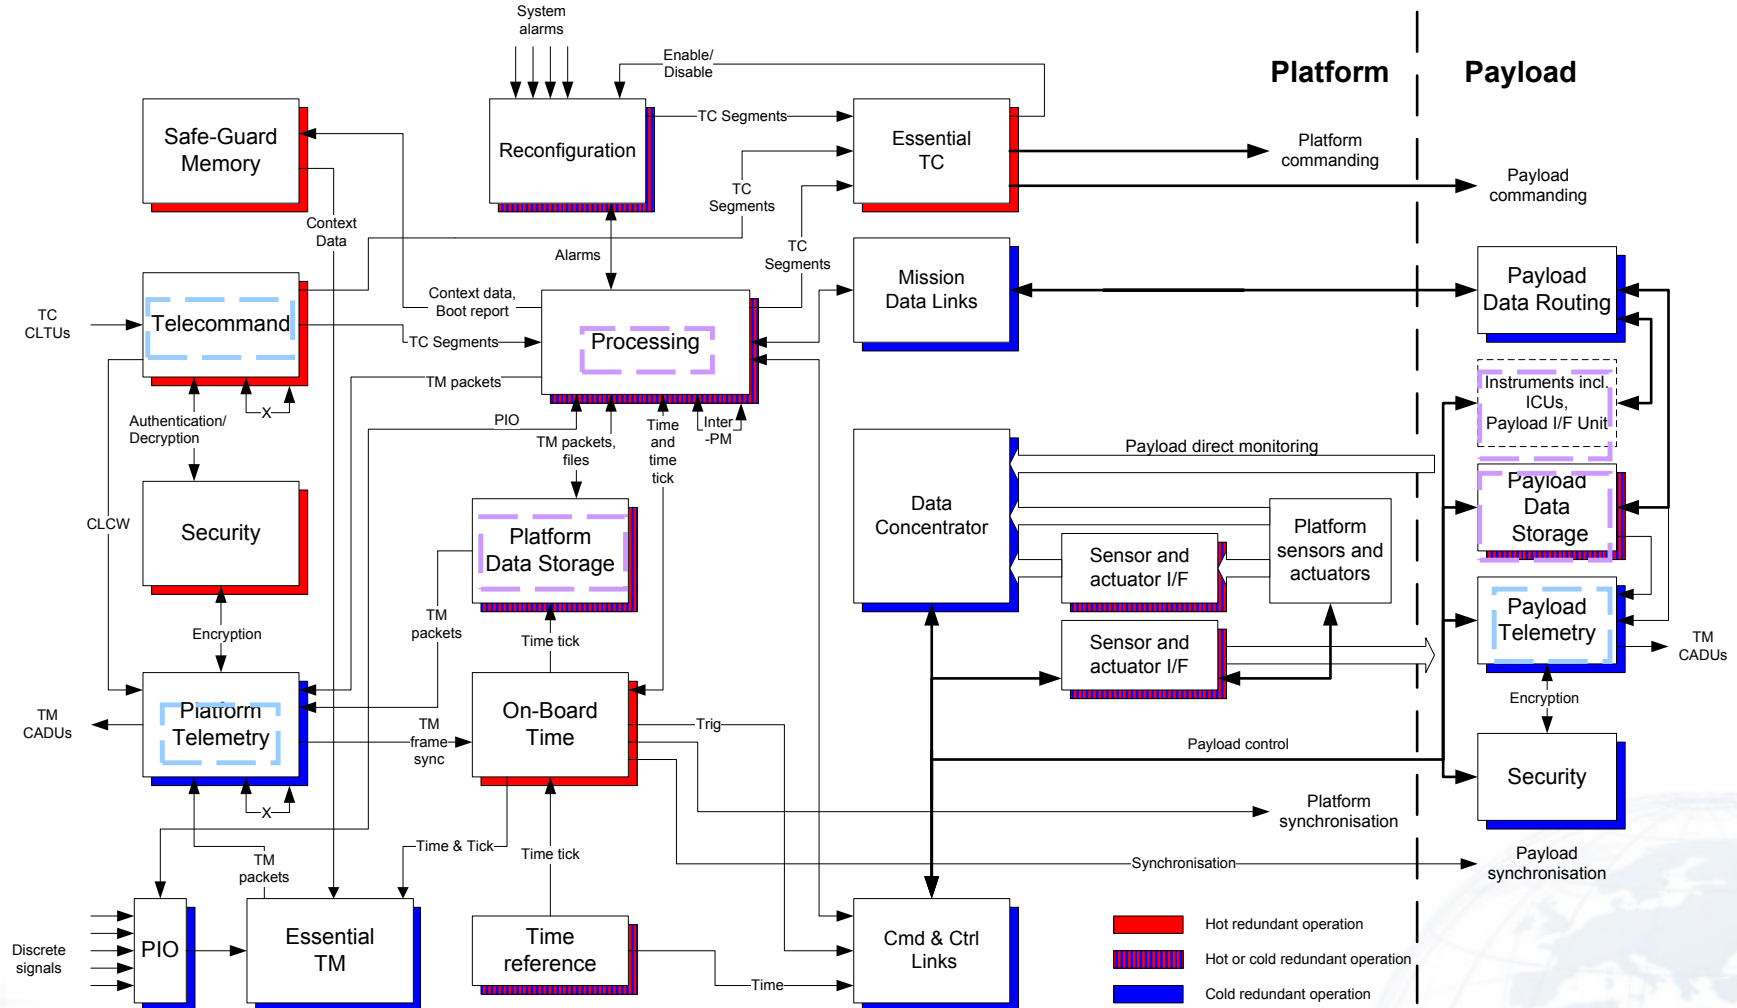 System
alarms
Enable/
Disable
Platform
Payload
Safe-Guard
Memory
Reconfiguration
TC Segments
Essential
TC
Platform
commanding
Payload
commanding
TC
Segments
Context
Data
Alarms
TC
Segments
Mission
Data Links
Payload
Data Routing
TC
CLTUs
Telecommand
Context data,
Boot report
TC Segments
Processing
TM packets
X
Authentication/
Decryption
PIO
TM packets,
files
Time
and
time
tick
Inter
-PM
Instruments incl.
ICUs,
Payload I/F Unit
Payload direct monitoring
CLCW
Security
Platform
Data Storage
Data
Concentrator
Sensor and
actuator I/F
Platform
sensors and
actuators
Payload
Data
Storage
Encryption
TM
packets
Time tick
Sensor and
actuator I/F
Payload
Telemetry
TM
CADUs
TM
CADUs
Platform
Telemetry
TM
frame
sync
On-Board
Time
Trig
Encryption
Payload control
Security
X
Platform
synchronisation
TM
packets
Time & Tick
Time tick
Synchronisation
Payload
synchronisation
Discrete
signals
PIO
Essential
TM
Time
reference
Time
Cmd & Ctrl
Links
Hot redundant operation
Hot or cold redundant operation
Cold redundant operation